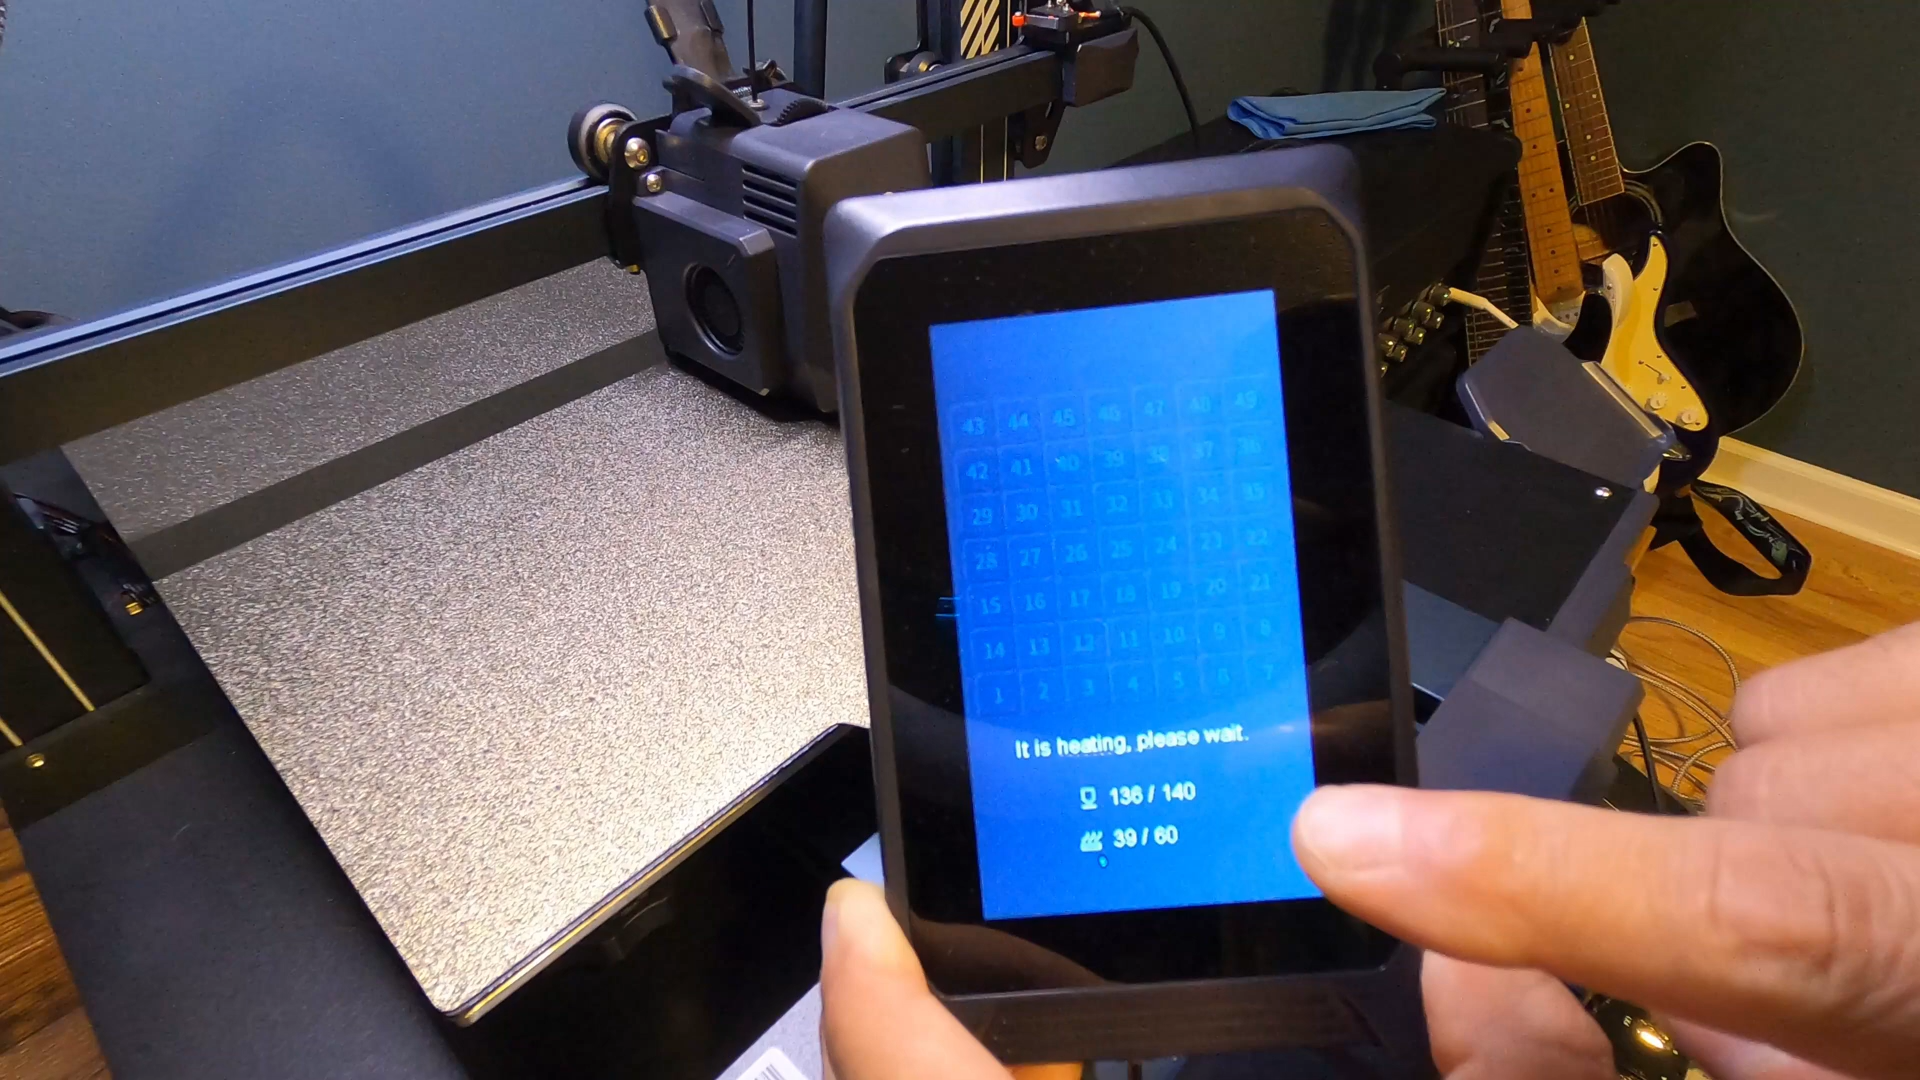 43 44 45 46 47 48 49
42 41 40 39 38 37 36
29 30 31 32 33 34 35
28 27 26 25 24 23 22
15 16 17 18 19 20 21
14 13 12 11 10 9 8
1 2 3 4 5 6 7
It is heating, please wait.
136 / 140
39 / 60